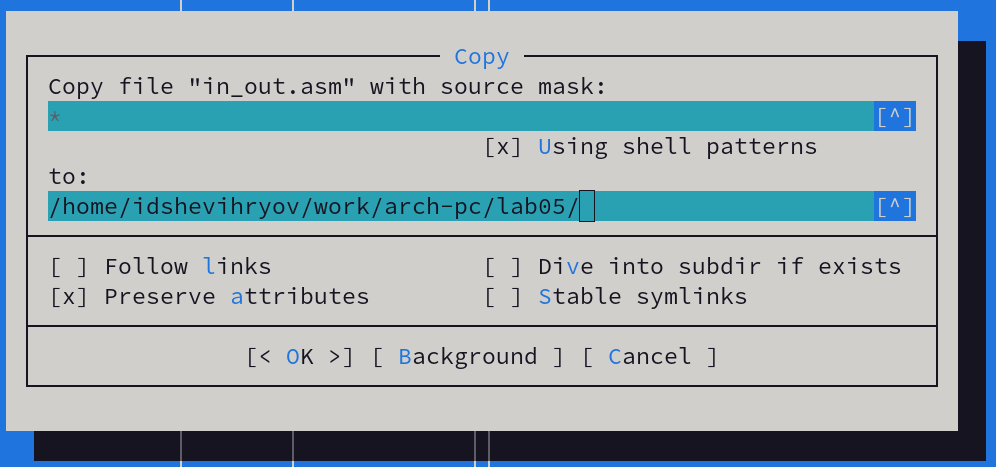 Copy
Copy file "in_out.asm" with source mask:
* [^]
[x] Using shell patterns
to:
/home/idshevihryov/work/arch-pc/lab05/ [^]
[ ] Follow links [ ] Dive into subdir if exists
[x] Preserve attributes [ ] Stable symlinks
[< OK >] [ Background ] [ Cancel ]